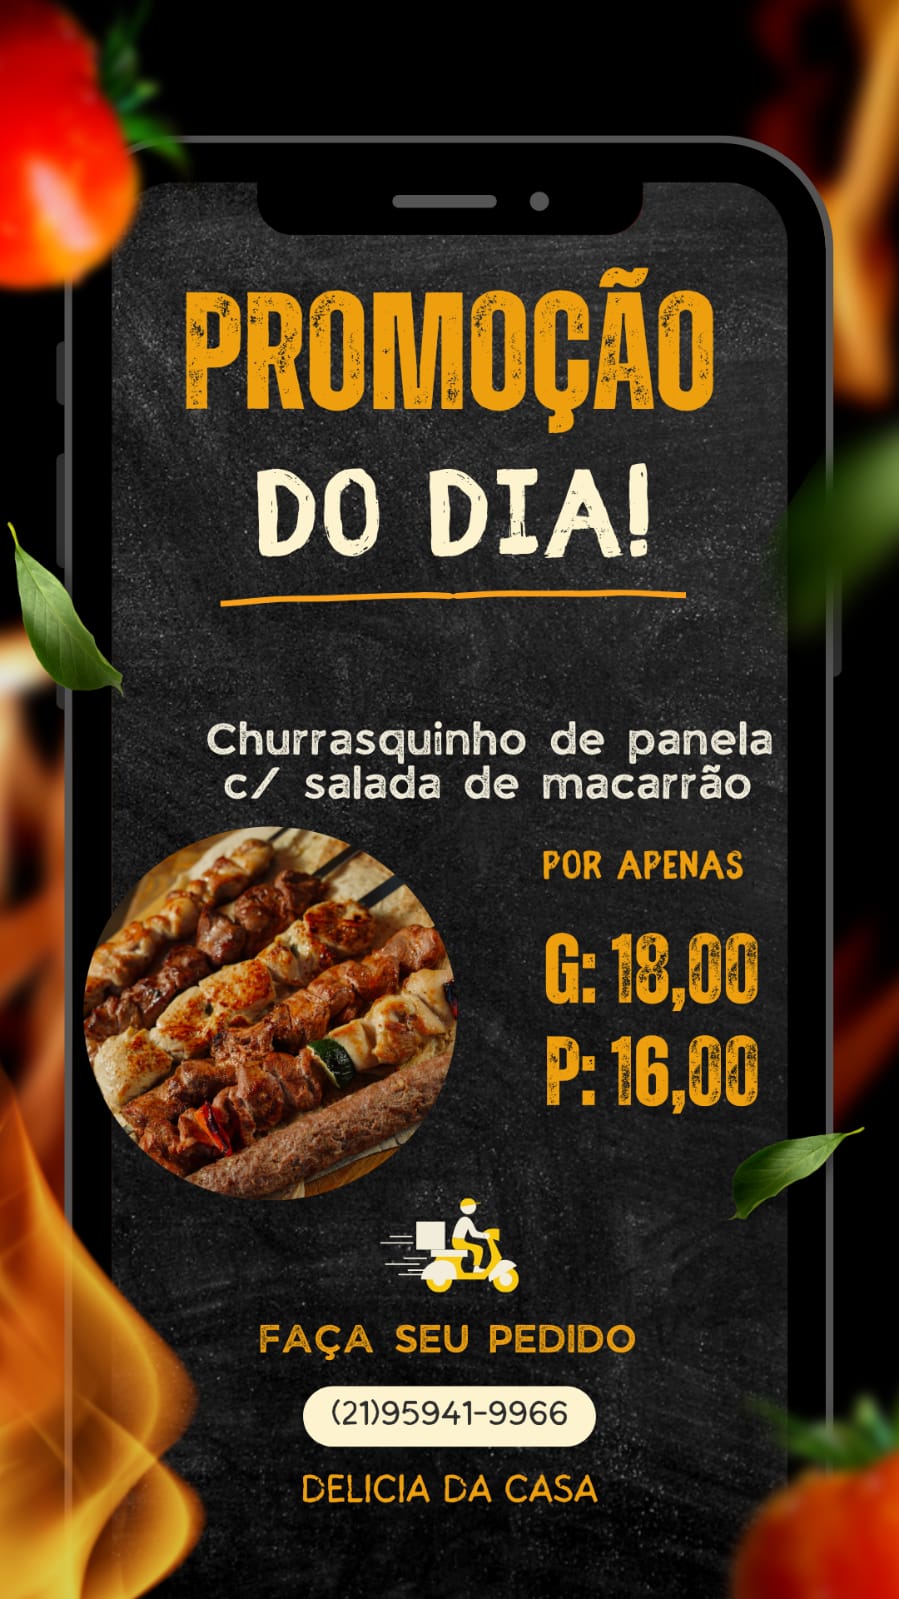 PROMOÇÃO
DO DIA!
Churrasquinho de panela
c/ salada de macarrão
POR APENAS
G: 18,00
P: 16,00
FAÇA SEU PEDIDO
(21)95941-9966
DELICIA DA CASA